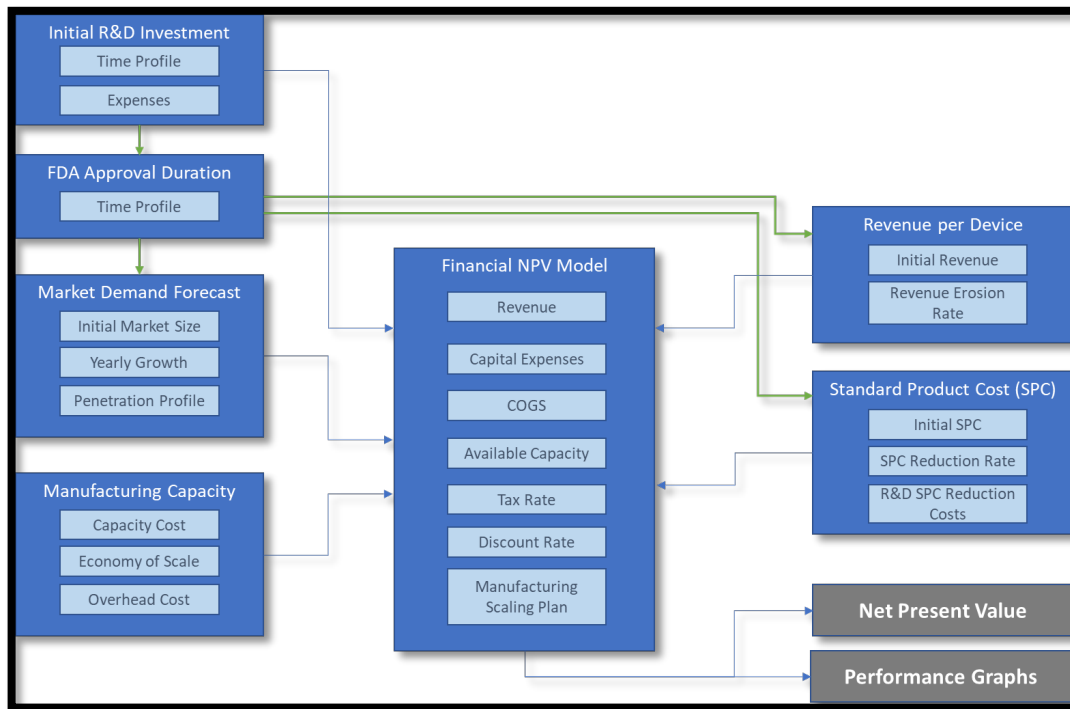 Initial R&D Investment
Time Profile
Expenses
FDA Approval Duration
Time Profile
Market Demand Forecast
Initial Market Size
Yearly Growth
Penetration Profile
Manufacturing Capacity
Capacity Cost
Economy of Scale
Overhead Cost
Financial NPV Model
Revenue
Capital Expenses
COGS
Available Capacity
Tax Rate
Discount Rate
Manufacturing
Scaling Plan
Revenue per Device
Initial Revenue
Revenue Erosion
Rate
Standard Product Cost (SPC)
Initial SPC
SPC Reduction Rate
R&D SPC Reduction
Costs
Net Present Value
Performance Graphs